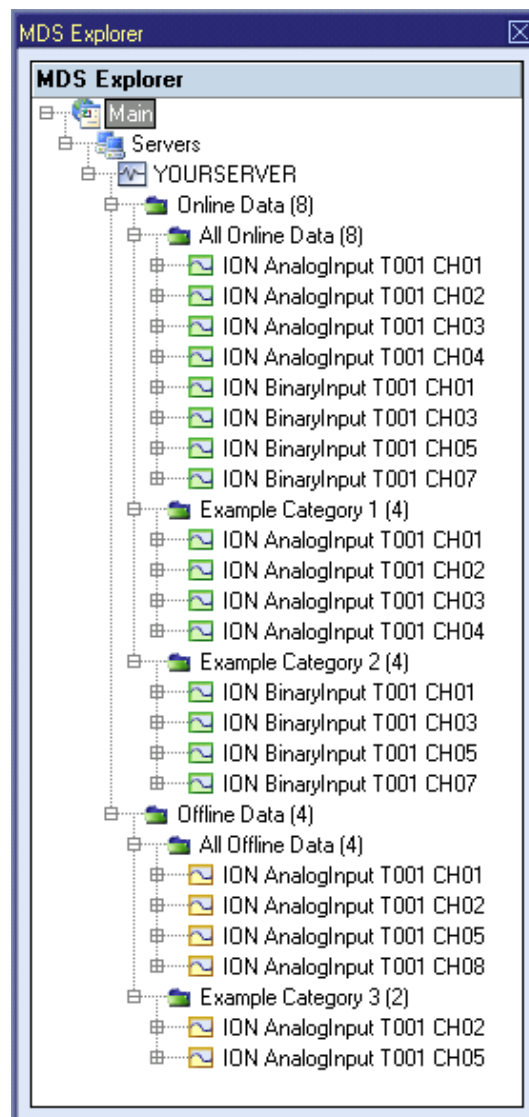 MDS Explorer
MDS Explorer
Main
Servers
YOURSERVER
Online Data (8)
All Online Data (8)
ION AnalogInput T001 CH01
ION AnalogInput T001 CH02
ION AnalogInput T001 CH03
ION AnalogInput T001 CH04
ION BinaryInput T001 CH01
ION BinaryInput T001 CH03
ION BinaryInput T001 CH05
ION BinaryInput T001 CH07
Example Category 1 (4)
ION AnalogInput T001 CH01
ION AnalogInput T001 CH02
ION AnalogInput T001 CH03
ION AnalogInput T001 CH04
Example Category 2 (4)
ION BinaryInput T001 CH01
ION BinaryInput T001 CH03
ION BinaryInput T001 CH05
ION BinaryInput T001 CH07
Offline Data (4)
All Offline Data (4)
ION AnalogInput T001 CH01
ION AnalogInput T001 CH02
ION AnalogInput T001 CH05
ION AnalogInput T001 CH08
Example Category 3 (2)
ION AnalogInput T001 CH02
ION AnalogInput T001 CH05